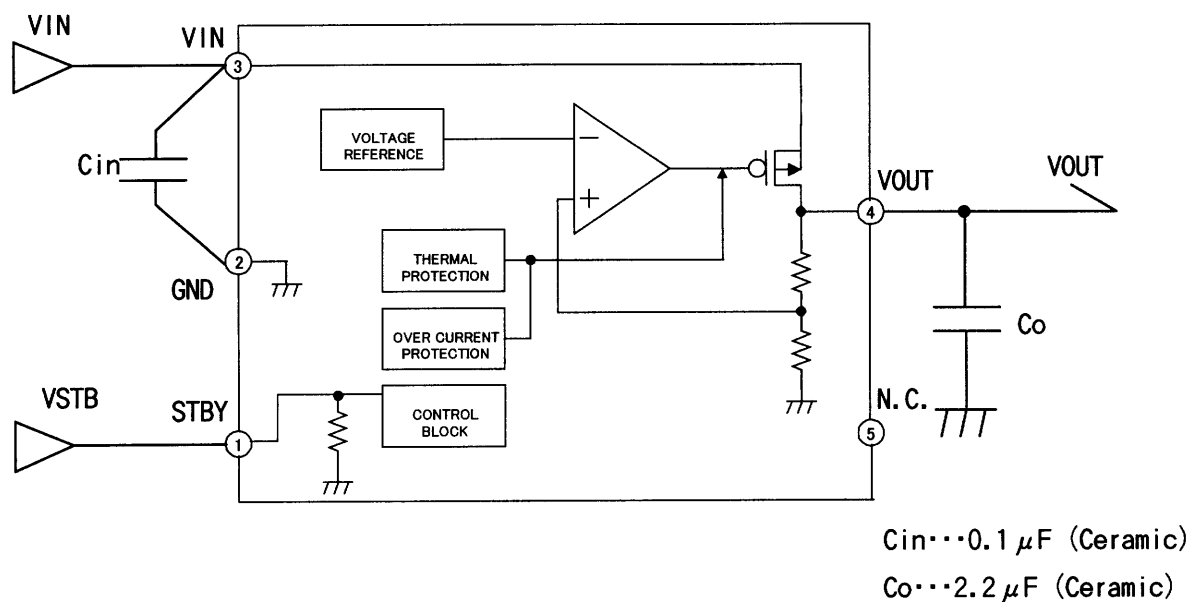 VIN
VIN
3
VOLTAGE
REFERENCE
−
+
Cin
VOUT
VOUT
4
2
GND
THERMAL
PROTECTION
OVER CURRENT
PROTECTION
Co
VSTB
STBY
1
CONTROL
BLOCK
N.C.
5
Cin･･･0.1μF (Ceramic)
Co･･･2.2μF (Ceramic)